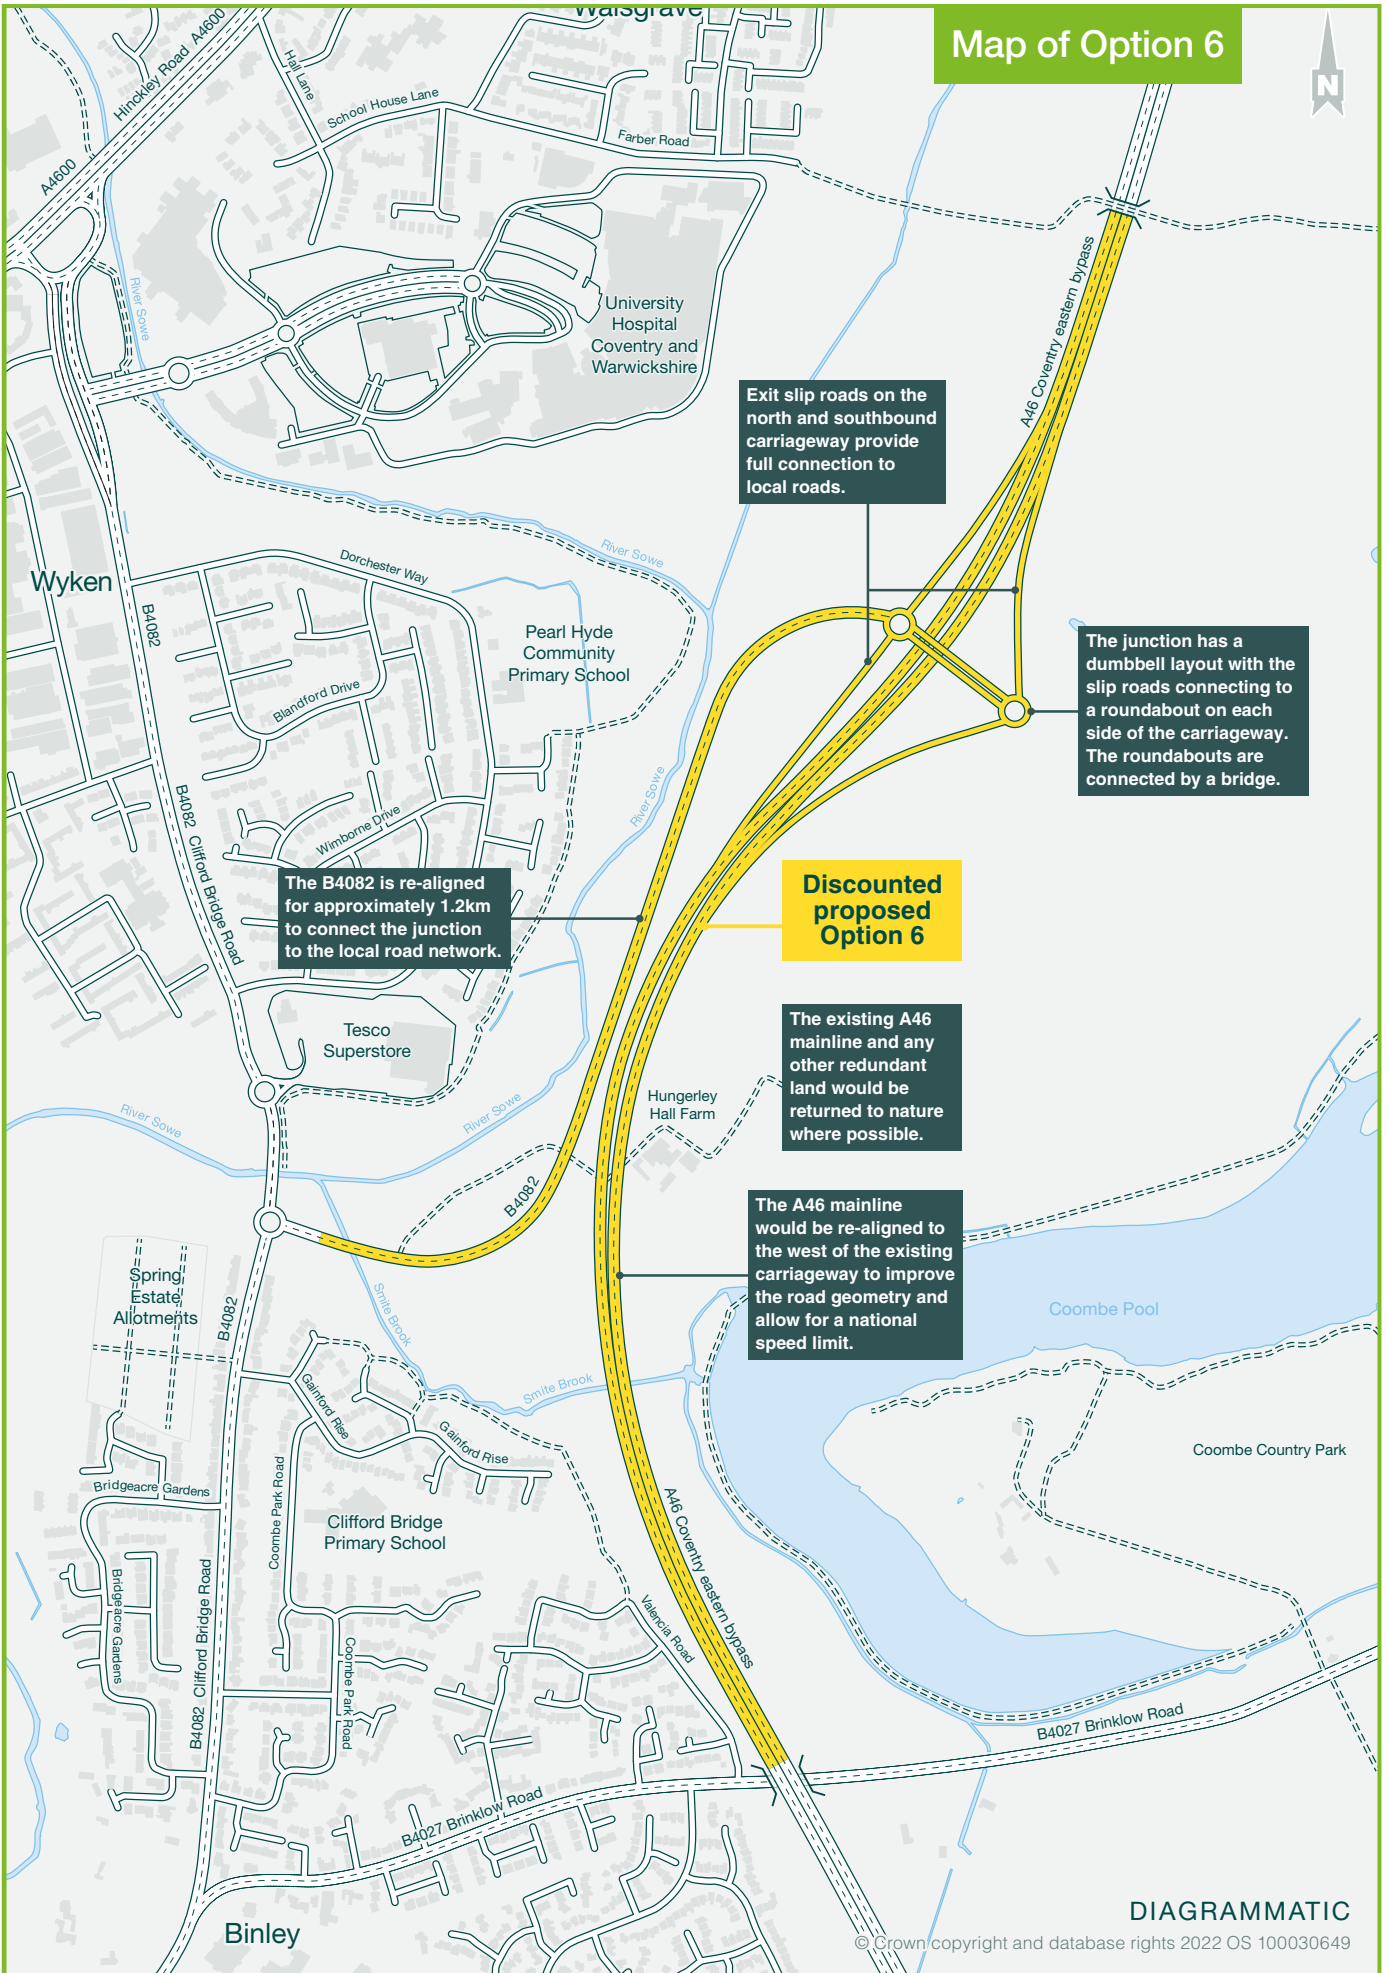 Walsgrave
Map of Option 6
N
Hinckley Road A4600
A4600
Hall Lane
School House Lane
Farber Road
A46 Coventry eastern bypass
River Sowe
University
Hospital
Coventry and
Warwickshire
Exit slip roads on the
north and southbound
carriageway provide
full connection to
local roads.
River Sowe
Dorchester Way
Wyken
B4082
Pearl Hyde
Community
Primary School
The junction has a
dumbbell layout with the
slip roads connecting to
a roundabout on each
side of the carriageway.
The roundabouts are
connected by a bridge.
Blandford Drive
River Sowe
B4082 Clifford Bridge Road
Wimborne Drive
The B4082 is re-aligned
for approximately 1.2km
to connect the junction
to the local road network.
Discounted
proposed
Option 6
Tesco
Superstore
The existing A46
mainline and any
other redundant
land would be
returned to nature
where possible.
Hungerley
Hall Farm
River Sowe
River Sowe
B4082
The A46 mainline
would be re-aligned to
the west of the existing
carriageway to improve
the road geometry and
allow for a national
speed limit.
Spring
Estate
Allotments
B4082
Smite Brook
Coombe Pool
Smite Brook
Gainford Rise
Gainford Rise
Coombe Country Park
Bridgeacre Gardens
Coombe Park Road
Clifford Bridge
Primary School
A46 Coventry eastern bypass
Bridgeacre Gardens
B4082 Clifford Bridge Road
Valencia Road
Coombe Park Road
B4027 Brinklow Road
B4027 Brinklow Road
Binley
DIAGRAMMATIC
© Crown copyright and database rights 2022 OS 100030649